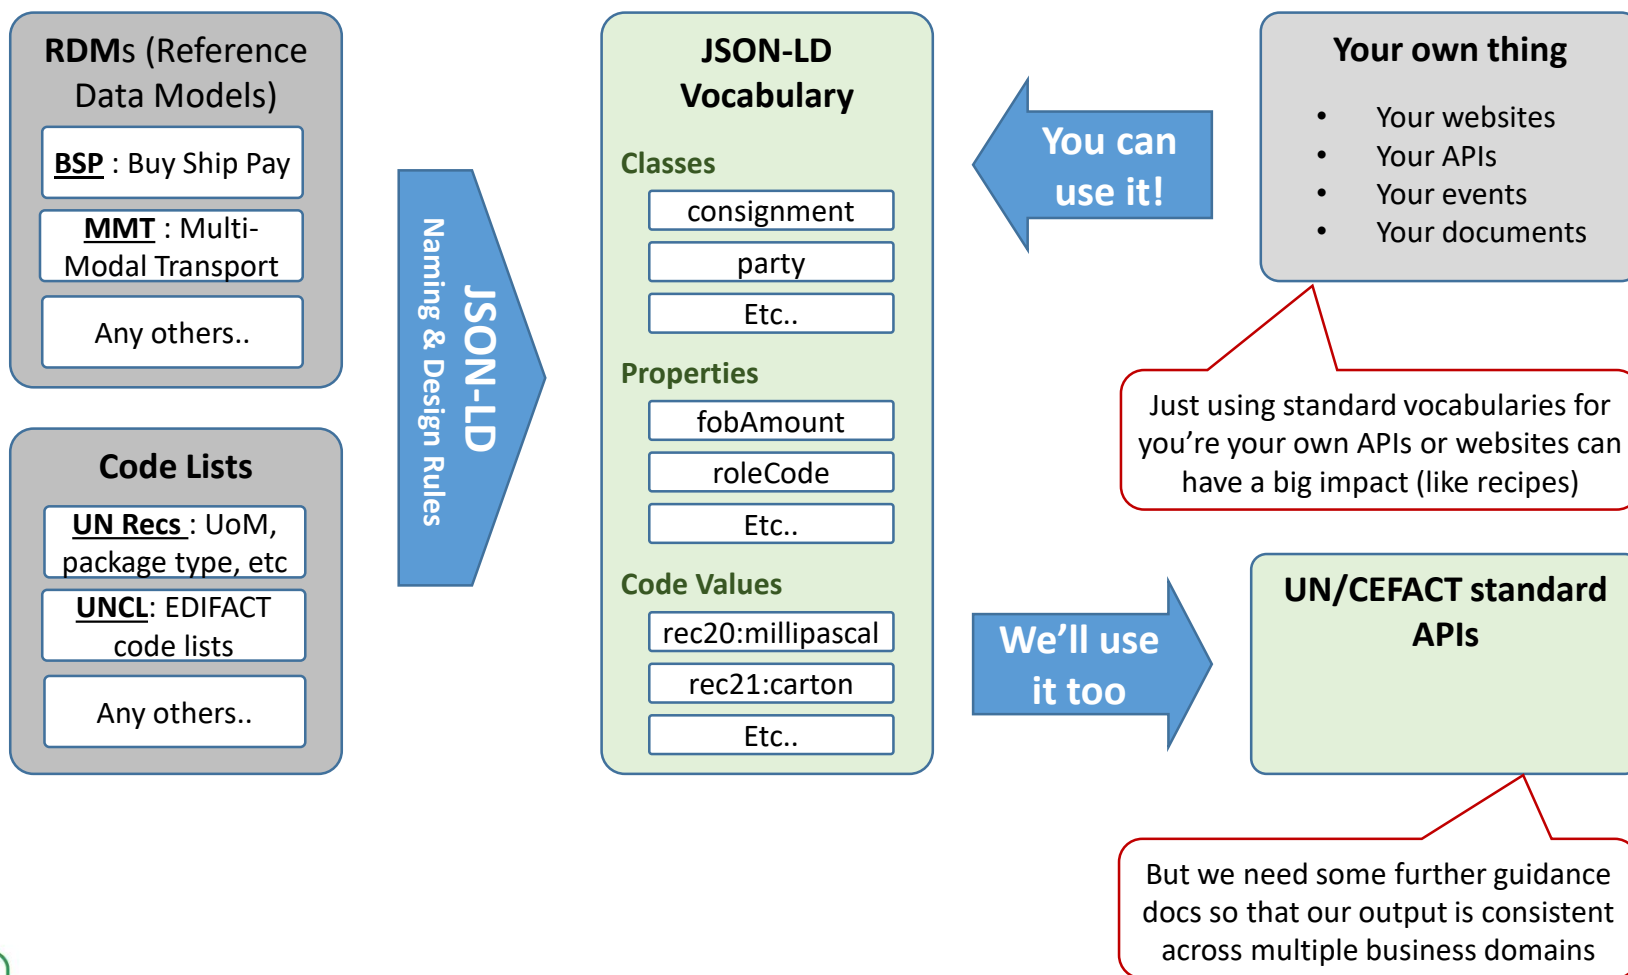 RDMs (Reference
Data Models)
BSP : Buy Ship Pay
MMT : Multi-
Modal Transport
Any others..
Code Lists
UN Recs : UoM,
package type, etc
UNCL: EDIFACT
code lists
Any others..
JSON-LD
Naming & Design Rules
JSON-LD
Vocabulary
Classes
consignment
party
Etc..
Properties
fobAmount
roleCode
Etc..
Code Values
rec20:millipascal
rec21:carton
Etc..
You can
use it!
We’ll use
it too
Your own thing
• Your websites
• Your APIs
• Your events
• Your documents
Just using standard vocabularies for
you’re your own APIs or websites can
have a big impact (like recipes)
UN/CEFACT standard
APIs
But we need some further guidance
docs so that our output is consistent
across multiple business domains